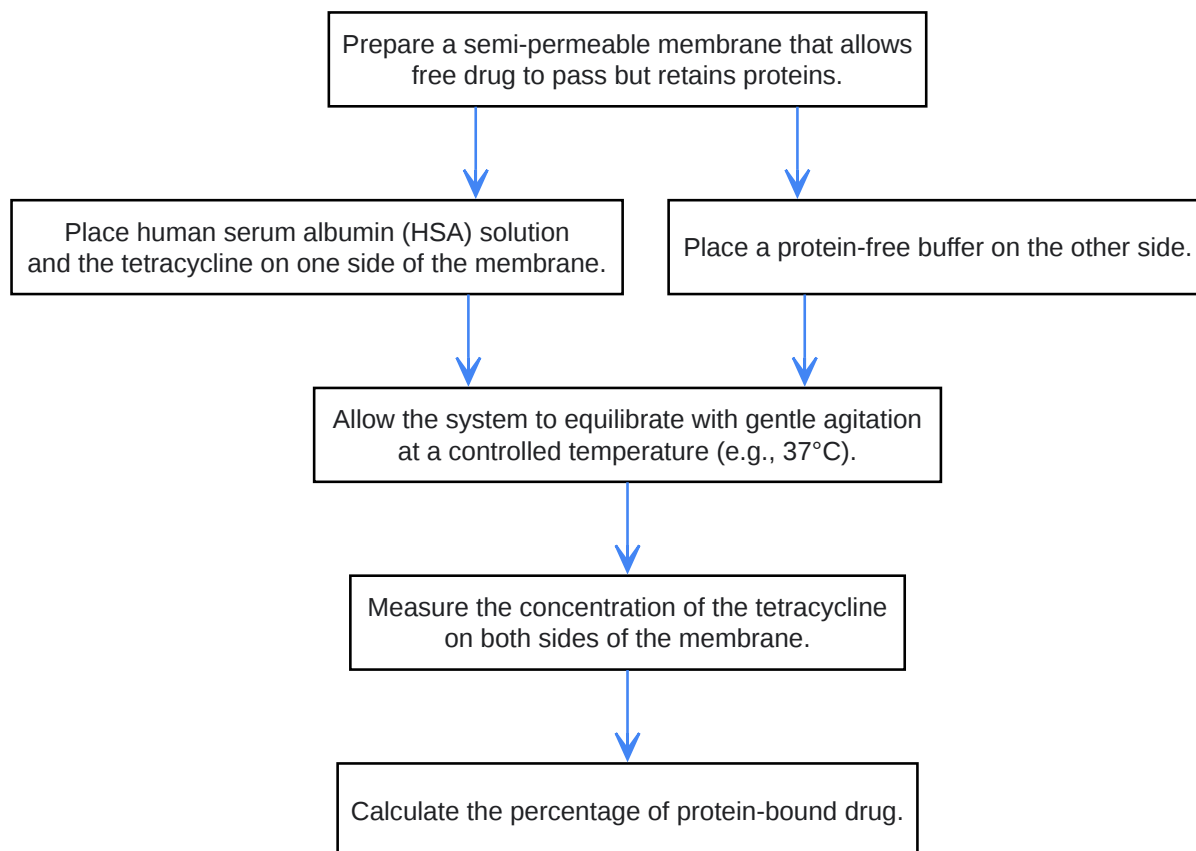 Prepare a semi-permeable membrane that allows
free drug to pass but retains proteins.
Place human serum albumin (HSA) solution
and the tetracycline on one side of the membrane.
Place a protein-free buffer on the other side.
Allow the system to equilibrate with gentle agitation
at a controlled temperature (e.g., 37°C).
Measure the concentration of the tetracycline
on both sides of the membrane.
Calculate the percentage of protein-bound drug.